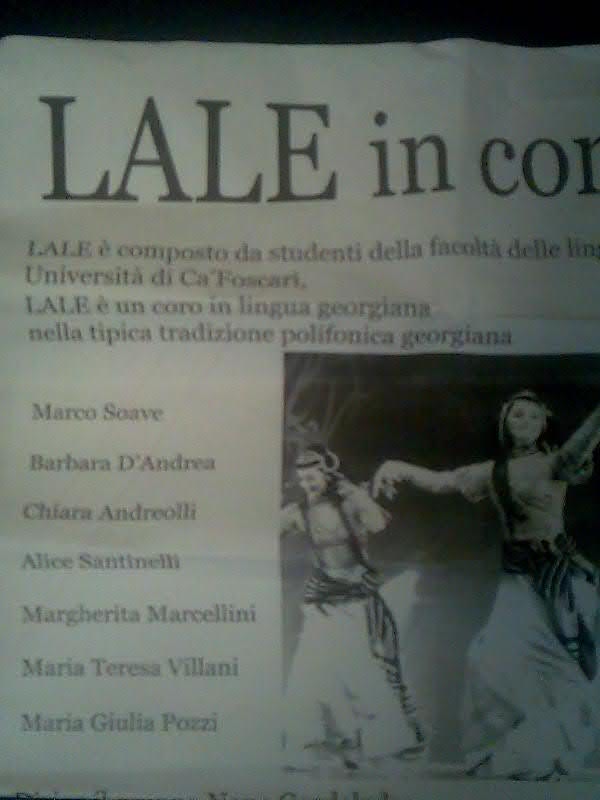 LALE in cor
LALE è composto da studenti della facoltà delle ling
Università di Ca'Foscari.
LALE è un coro in lingua georgiana
nella tipica tradizione polifonica georgiana
Marco Soave
Barbara D'Andrea
Chiara Andreolli
Alice Santinelli
Margherita Marcellini
Maria Teresa Villani
Maria Giulia Pozzi